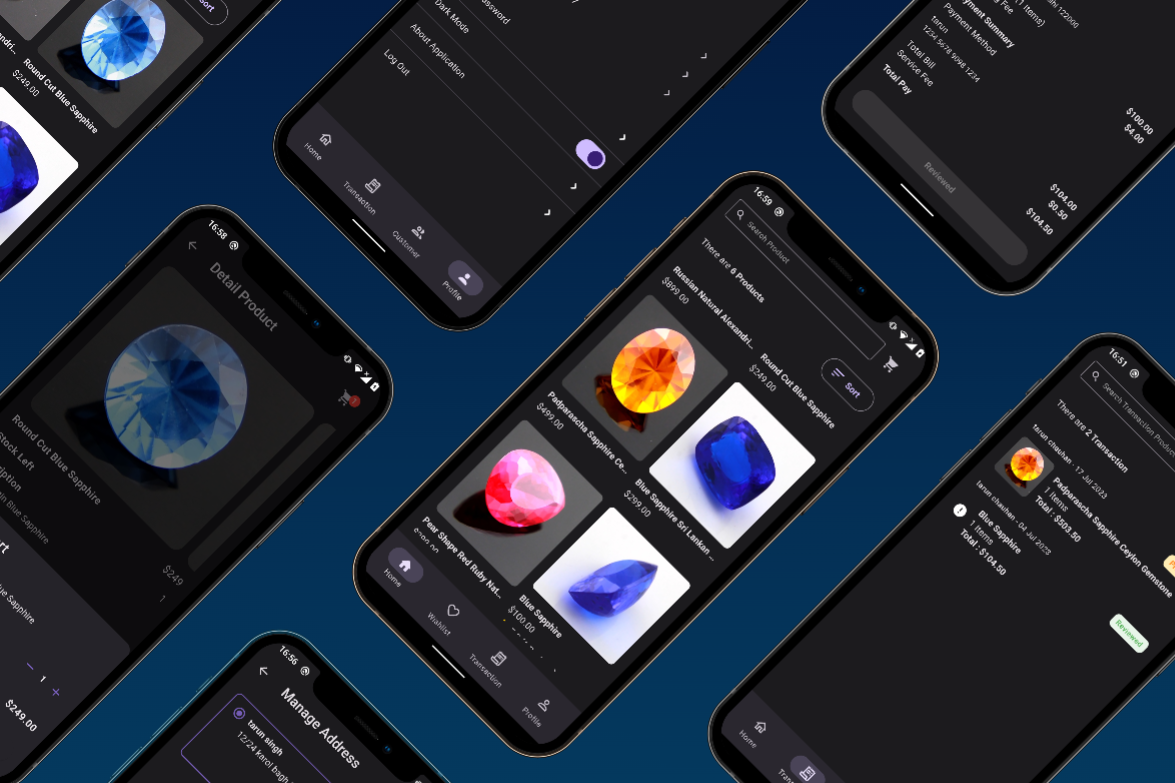 Sort
$249.00
Round Cut Blue Sapphire
Dark Mode
About Application
Log Out
Home
Transaction
Customer
Profile
(1 Items)
Fee
Payment Summary
Payment Method
tarun
1234 5678 9098 1234
Total Bill
Service Fee
Total Pay
$100.00
$4.00
$104.00
$0.50
$104.50
Reviewed
16:58
Detail Product
Round Cut Blue Sapphire
Stock Left
$249
1
1
$249.00
16:56
Manage Address
tarun singh
12/24 karol bagh
16:59
Search Product
There are 6 Products
Sort
Russian Natural Alexandri...
$899.00
Round Cut Blue Sapphire
$249.00
Padparascha Sapphire Ce...
$499.00
Blue Sapphire Sri Lankan ...
$299.00
Pear Shape Red Ruby Nat...
Blue Sapphire
$100.00
Home
Wishlist
Transaction
Profile
16:51
Search Transaction Product
There are 2 Transaction
tarun chauhan - 17 Jul 2023
Padparascha Sapphire Ceylon Gemstone
1 Items
Total : $503.50
tarun chauhan - 04 Jul 2023
Blue Sapphire
1 Items
Total : $104.50
Reviewed
Home